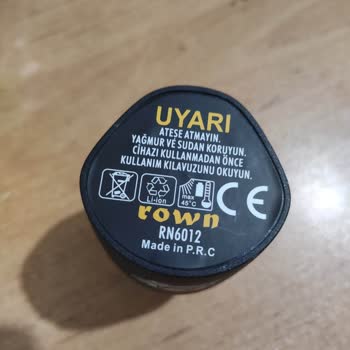 UYARI
ATEŞE ATMAYIN.
YAĞMUR VE SUDAN KORUYUN.
CİHAZI KULLANMADAN ÖNCE
KULLANIM KILAVUZUNU OKUYUN.
Li-ion
max
45°C
CE
rown
RN6012
Made in P.R.C